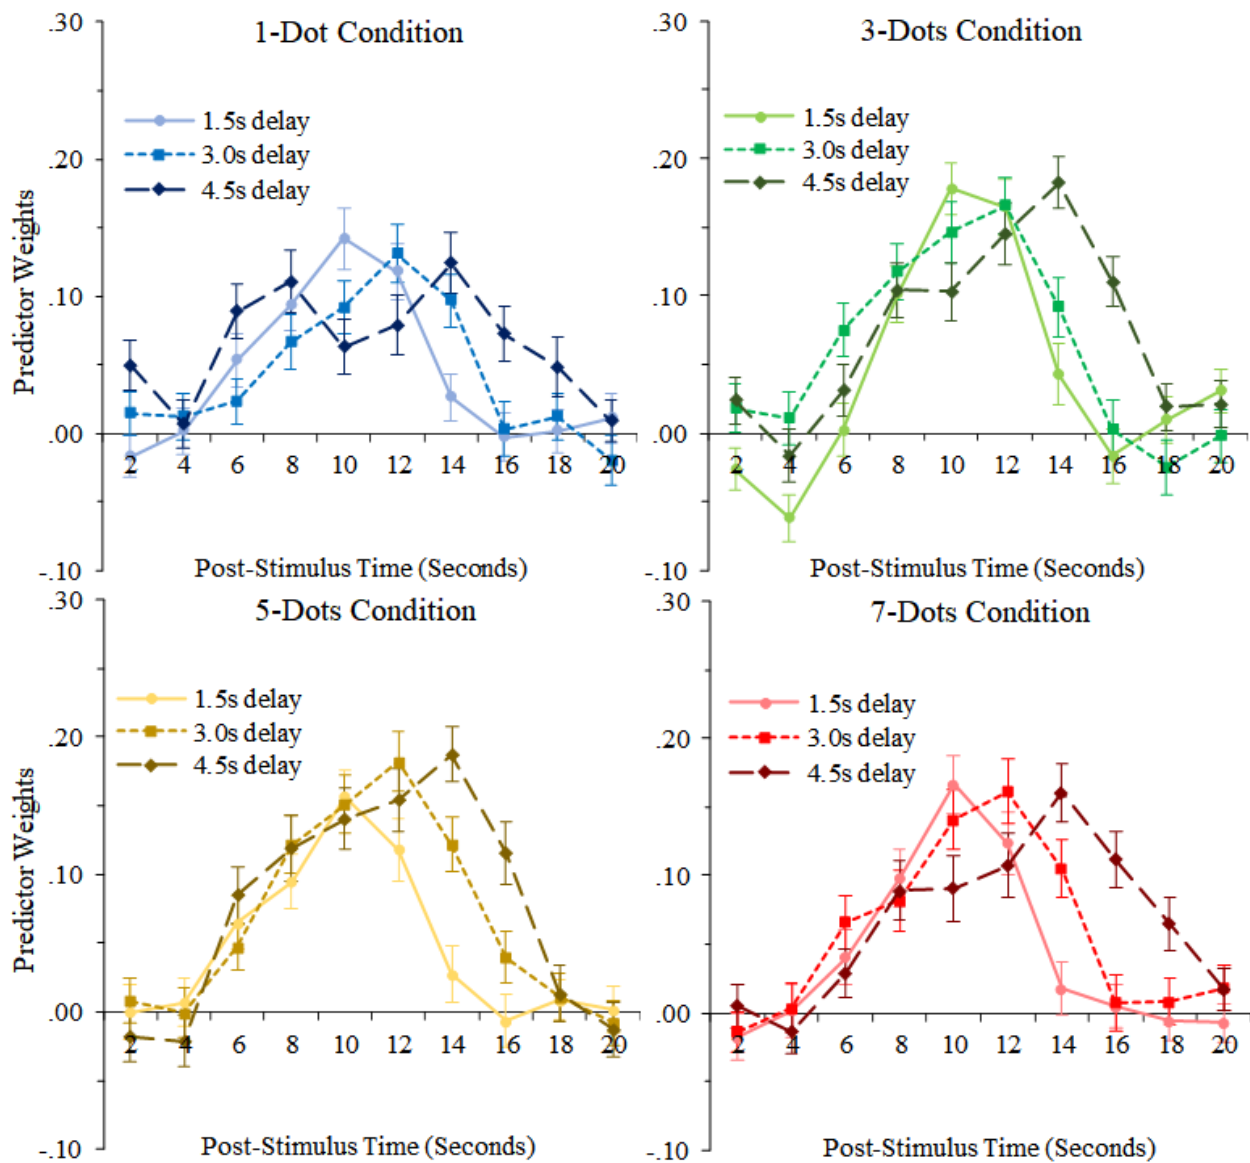 1-Dot Condition
.30
.20
.10
.00
-.10
Predictor Weights
1.5s delay
3.0s delay
4.5s delay
2 4 6 8 10 12 14 16 18 20
Post-Stimulus Time (Seconds)
3-Dots Condition
.30
.20
.10
.00
-.10
1.5s delay
3.0s delay
4.5s delay
2 4 6 8 10 12 14 16 18 20
Post-Stimulus Time (Seconds)
5-Dots Condition
.30
.20
.10
.00
-.10
Predictor Weights
1.5s delay
3.0s delay
4.5s delay
2 4 6 8 10 12 14 16 18 20
Post-Stimulus Time (Seconds)
7-Dots Condition
.30
.20
.10
.00
-.10
1.5s delay
3.0s delay
4.5s delay
2 4 6 8 10 12 14 16 18 20
Post-Stimulus Time (Seconds)